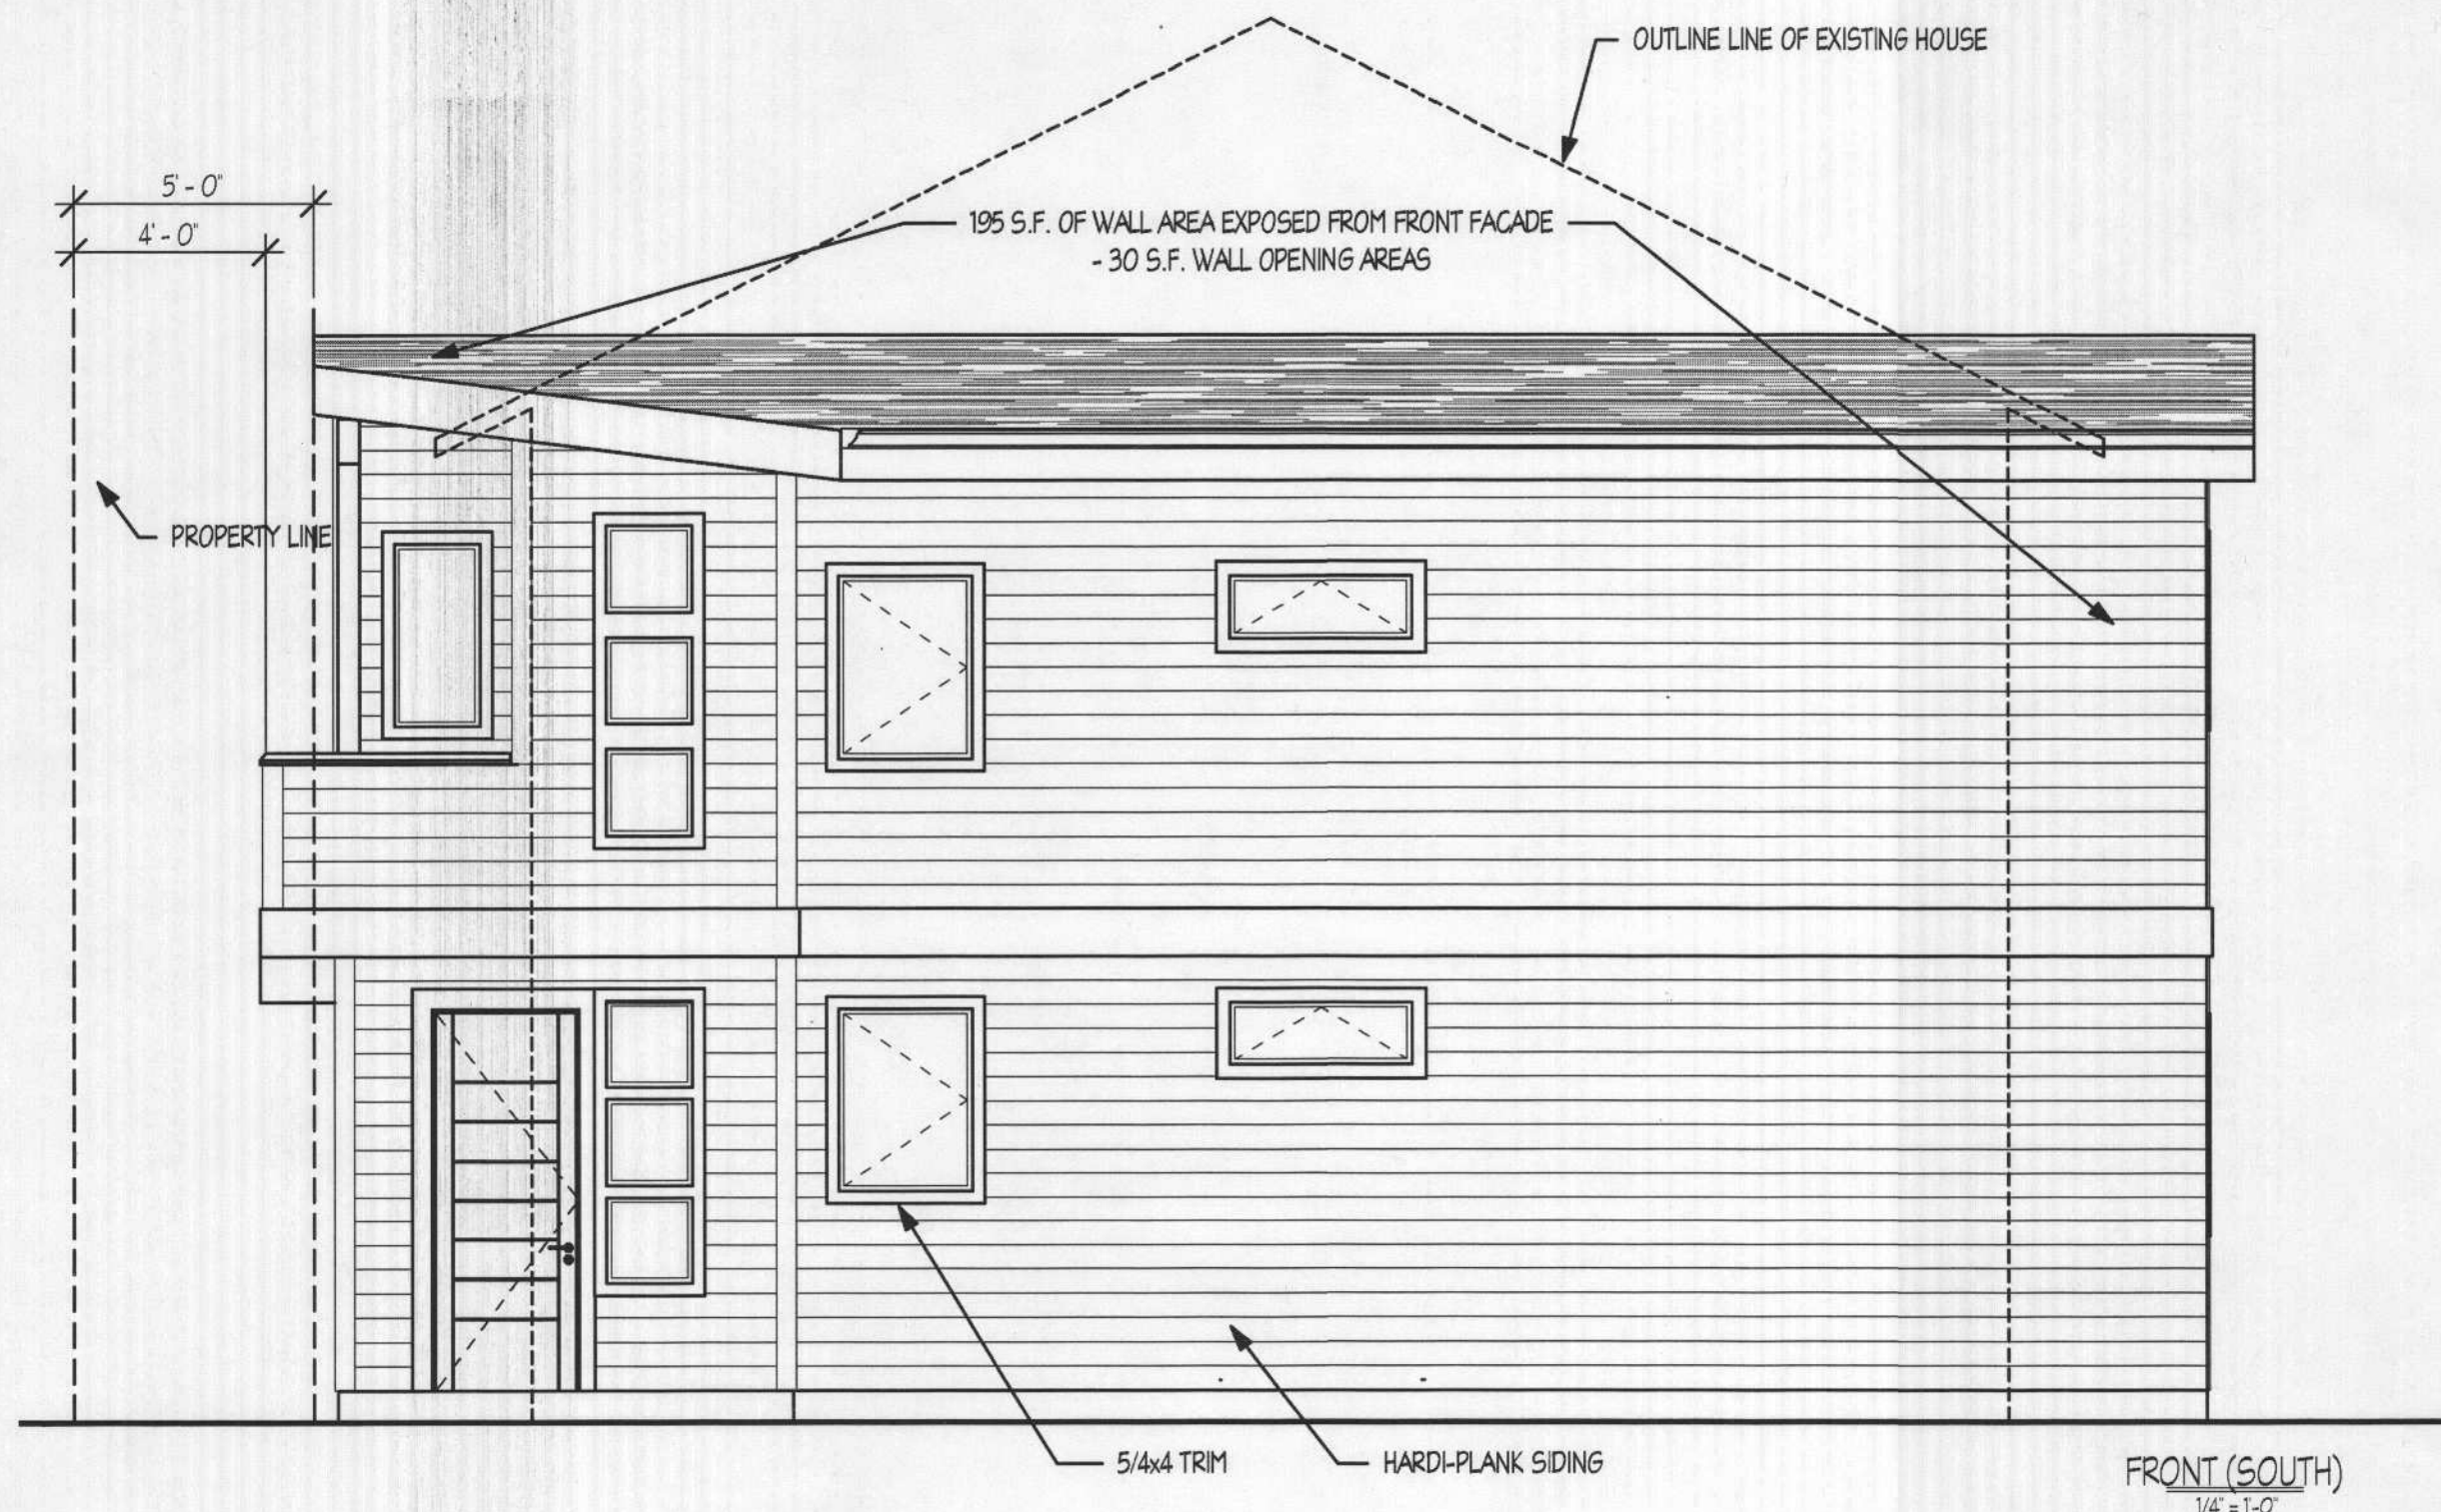 OUTLINE LINE OF EXISTING HOUSE
5'-0"
4'-0"
195 S.F. OF WALL AREA EXPOSED FROM FRONT FACADE
- 30 S.F. WALL OPENING AREAS
PROPERTY LINE
5/4x4 TRIM
HARDI-PLANK SIDING
FRONT (SOUTH)
1/4" = 1'-0"